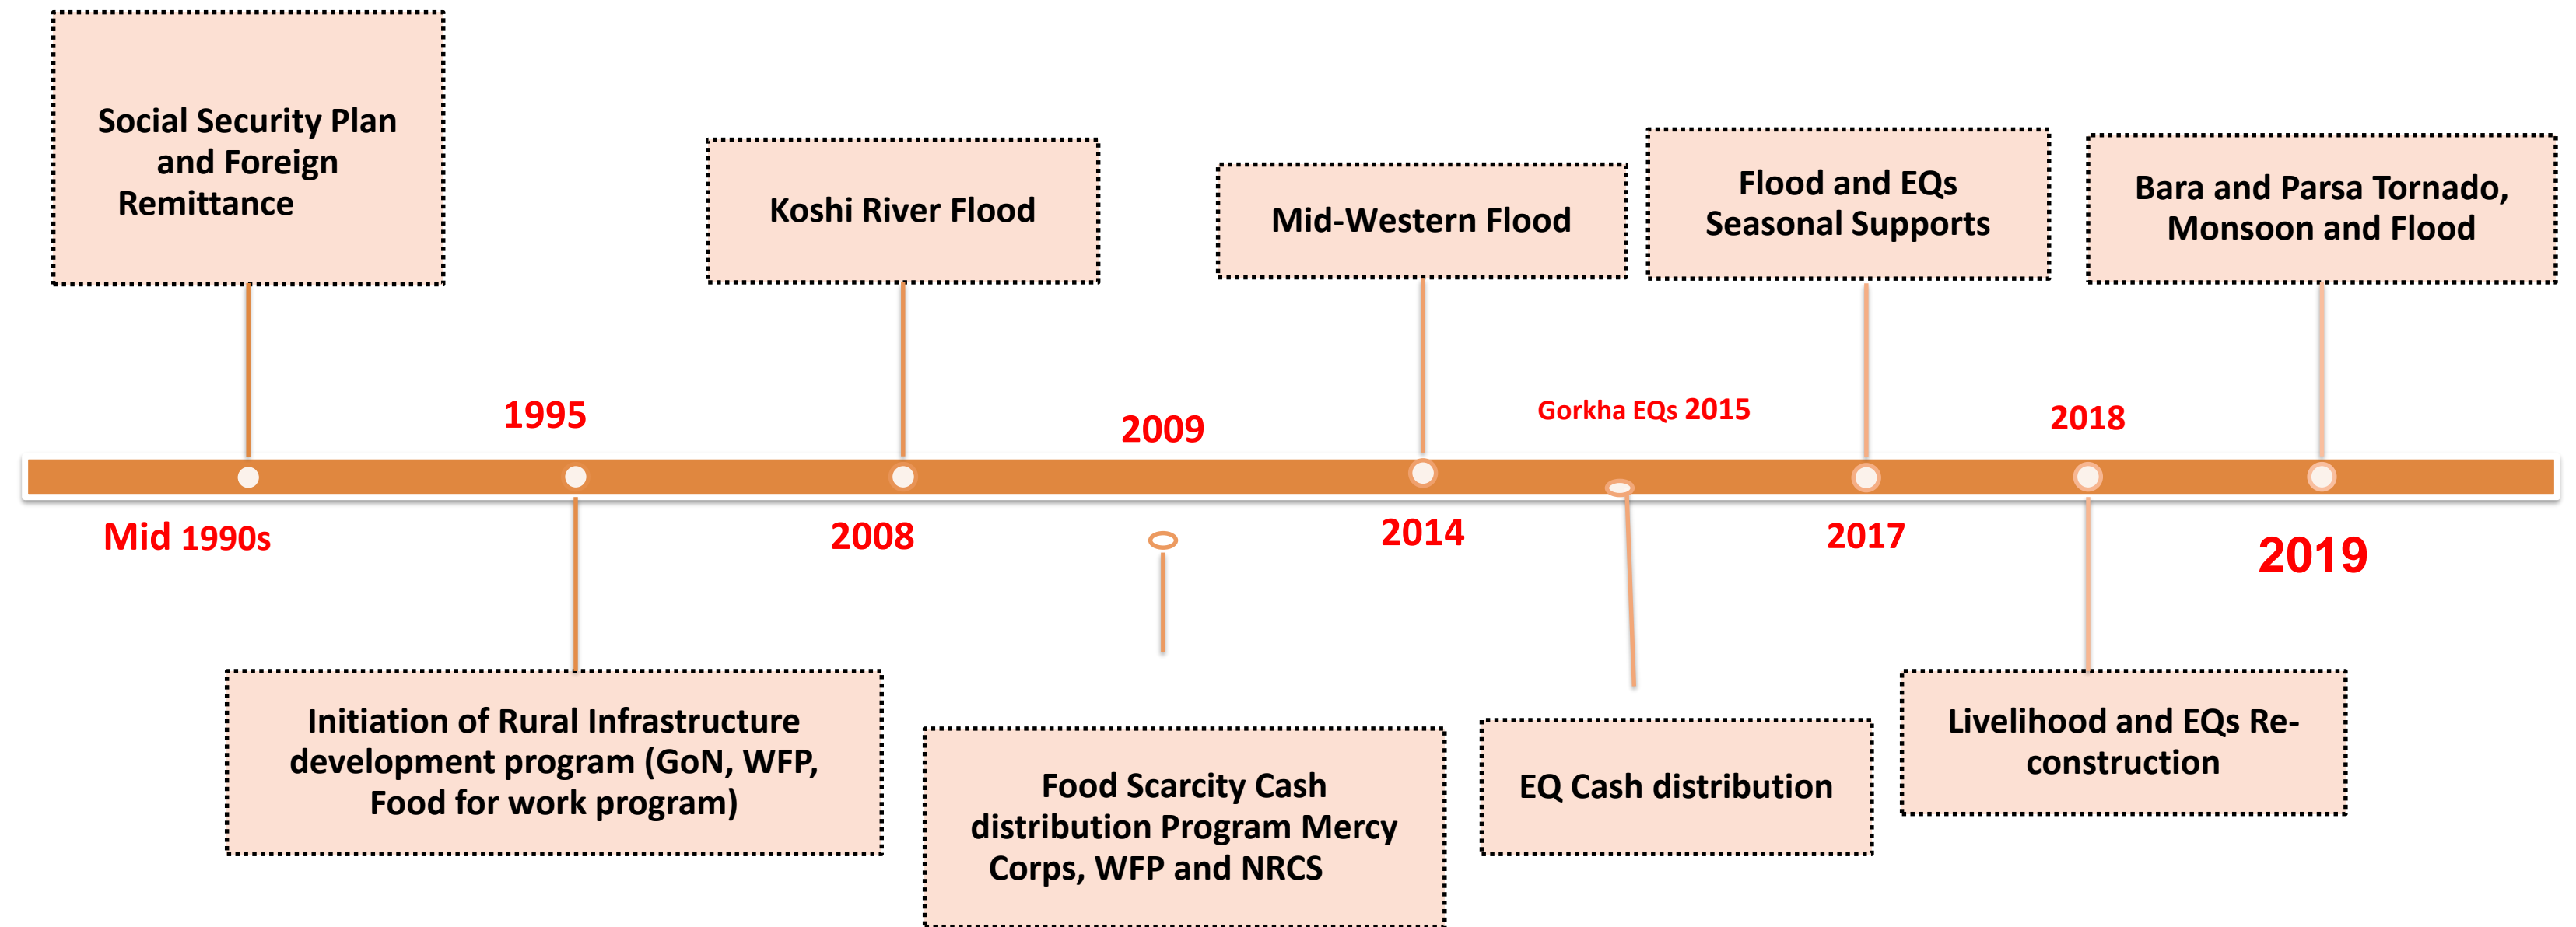 Social Security Plan
and Foreign
Remittance
Koshi River Flood
Mid-Western Flood
Flood and EQs
Seasonal Supports
Bara and Parsa Tornado,
Monsoon and Flood
1995
2009
Gorkha EQs 2015
2018
Mid 1990s
2008
2014
2017
2019
Initiation of Rural Infrastructure
development program (GoN, WFP,
Food for work program)
Food Scarcity Cash
distribution Program Mercy
Corps, WFP and NRCS
EQ Cash distribution
Livelihood and EQs Re-
construction